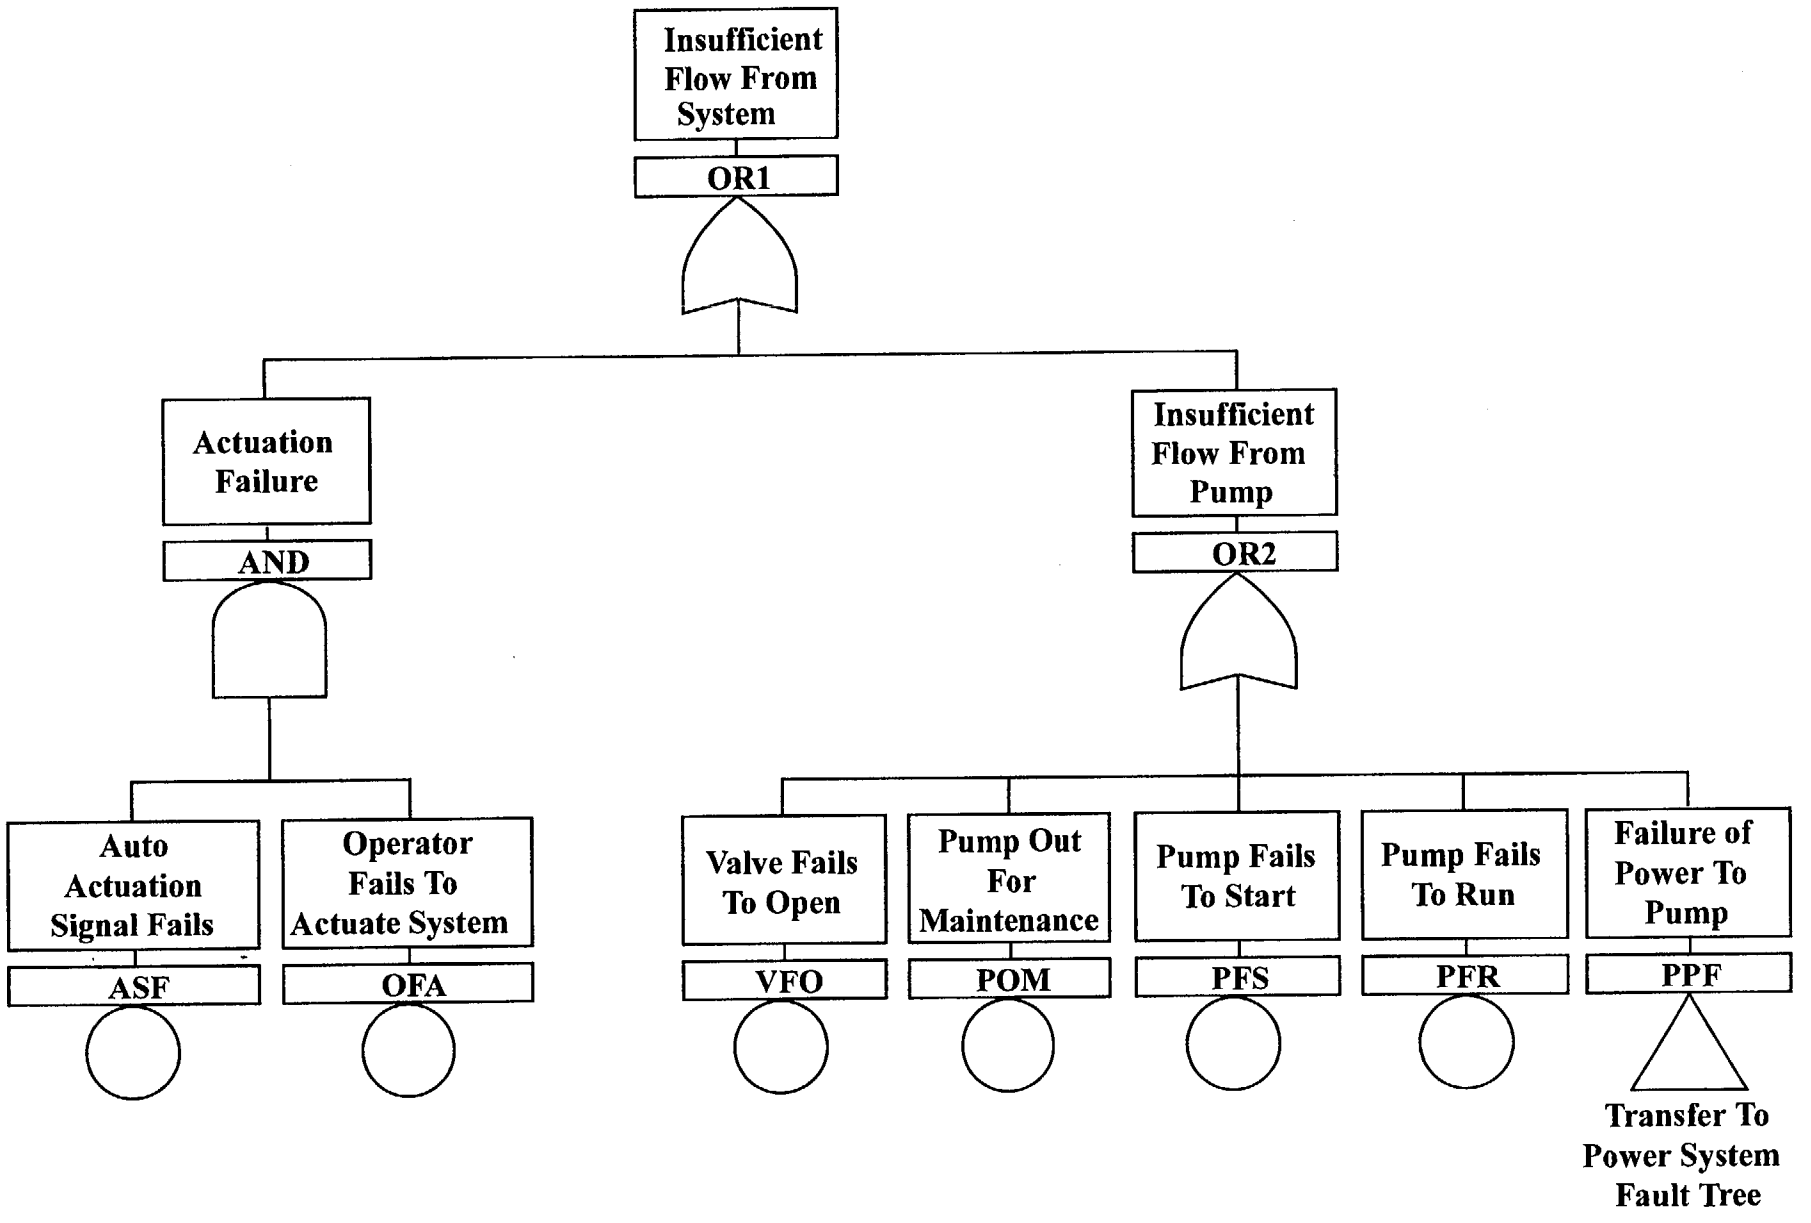 Insufficient
Flow From
System
OR1
Actuation
Failure
AND
Insufficient
Flow From
Pump
OR2
Auto
Actuation
Signal Fails
ASF
Operator
Fails To
Actuate System
OFA
Valve Fails
To Open
VFO
Pump Out
For
Maintenance
POM
Pump Fails
To Start
PFS
Pump Fails
To Run
PFR
Failure of
Power To
Pump
PPF
Transfer To
Power System
Fault Tree